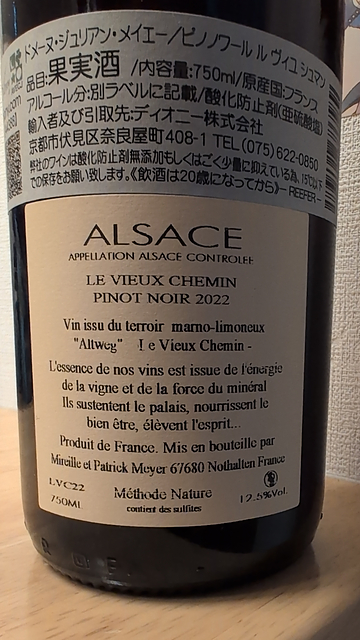 ドメーヌ・ジュリアン・メイエー/ピノノワール ル ヴィユ シュマン
品目:果実酒 /内容量:750ml/原産国:フランス
アルコール分:別ラベルに記載/酸化防止剤(亜硫酸塩)
輸入者及び引取先:ディオニー株式会社
京都市伏見区奈良屋町408-1 TEL(075)622-0850
弊社のワインは酸化防止剤無添加もしくはごく少量に抑えている為、15℃以下
での保存をお願い致します。《飲酒は20歳になってから》-REEFER-
ALSACE
APPELLATION ALSACE CONTROLEE
LE VIEUX CHEMIN
PINOT NOIR 2022
Vin issu du terroir marno-limoneux
"Altweg" Le Vieux Chemin -
L'essence de nos vins est issue de l'énergie
de la vigne et de la force du minéral
Ils sustentent le palais, nourrissent le
bien être, élèvent l'esprit...
Produit de France. Mis en bouteille par
Mireille et Patrick Meyer 67680 Nothalten France
LVC22
750ML
Méthode Nature
contient des sulfites
12.5%Vol.